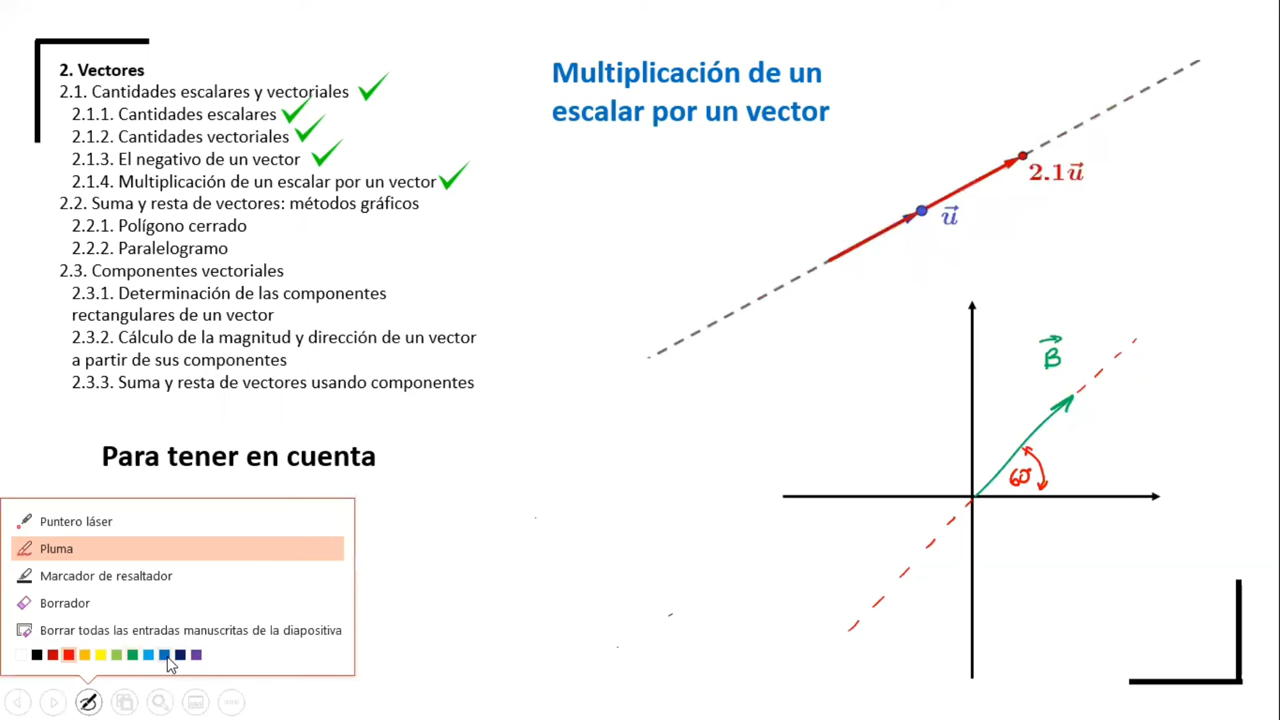 2. Vectores
2.1. Cantidades escalares y vectoriales
2.1.1. Cantidades escalares
2.1.2. Cantidades vectoriales
2.1.3. El negativo de un vector
2.1.4. Multiplicación de un escalar por un vector
2.2. Suma y resta de vectores: métodos gráficos
2.2.1. Polígono cerrado
2.2.2. Paralelogramo
2.3. Componentes vectoriales
2.3.1. Determinación de las componentes
rectangulares de un vector
2.3.2. Cálculo de la magnitud y dirección de un vector
a partir de sus componentes
2.3.3. Suma y resta de vectores usando componentes
Para tener en cuenta
Puntero láser
Pluma
Marcador de resaltador
Borrador
Borrar todas las entradas manuscritas de la diapositiva
Multiplicación de un
escalar por un vector
2.1u⃗
u⃗
B⃗
60°